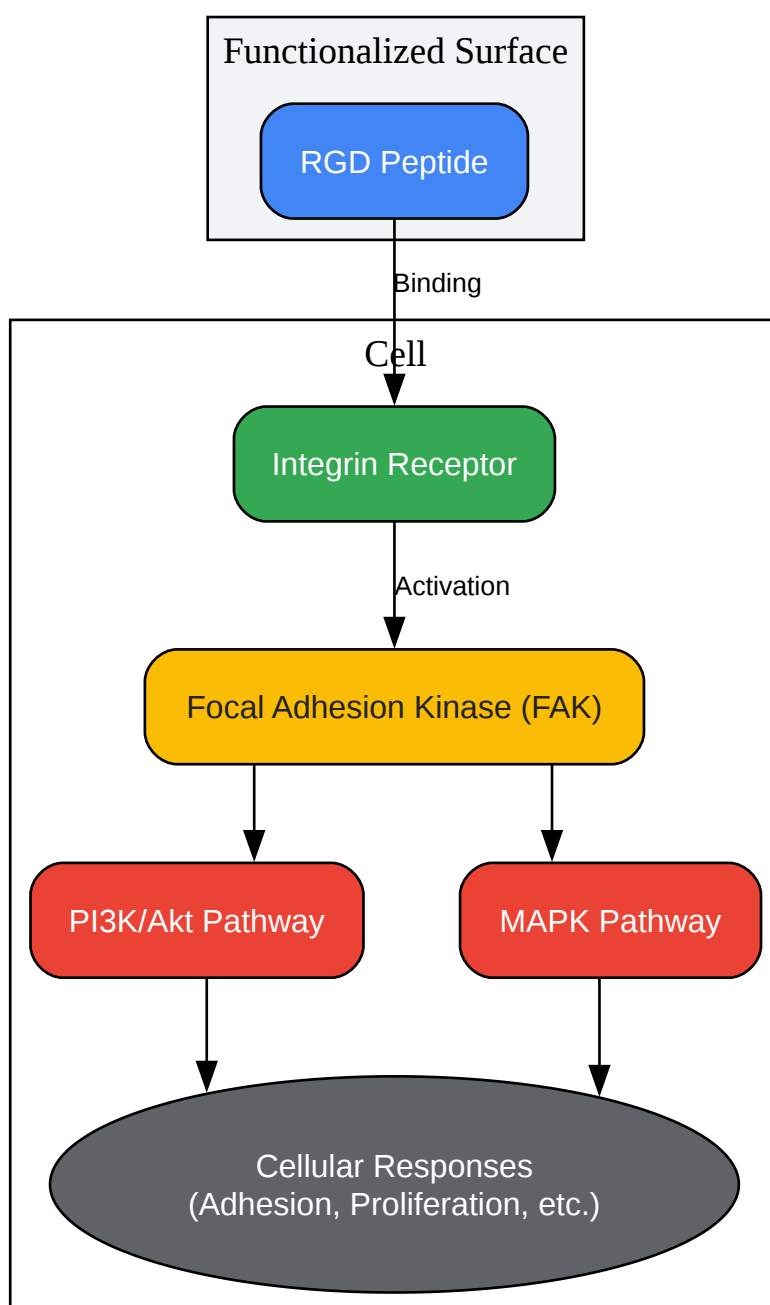 Functionalized Surface
RGD Peptide
Binding
Cell
Integrin Receptor
Activation
Focal Adhesion Kinase (FAK)
PI3K/Akt Pathway
MAPK Pathway
Cellular Responses
(Adhesion, Proliferation, etc.)